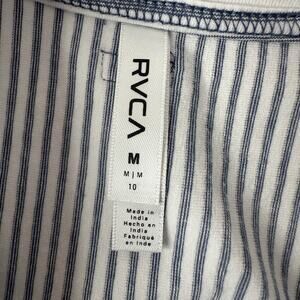 RVCA
M
M|M
10
Made in
India
Hecho en
India
Fabriqué
en Inde